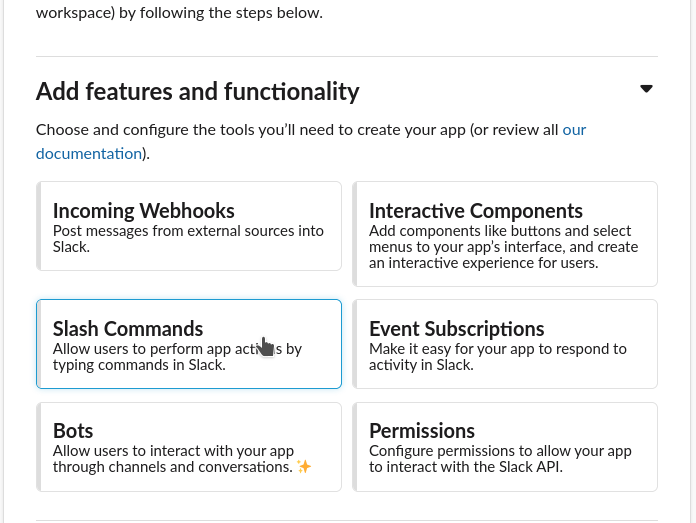 workspace) by following the steps below.
Add features and functionality
Choose and configure the tools you'll need to create your app (or review all our
documentation).
Incoming Webhooks
Post messages from external sources into
Slack.
Interactive Components
Add components like buttons and select
menus to your app's interface, and create
an interactive experience for users.
Slash Commands
Allow users to perform app actions by
typing commands in Slack.
Event Subscriptions
Make it easy for your app to respond to
activity in Slack.
Bots
Allow users to interact with your app
through channels and conversations. ✨
Permissions
Configure permissions to allow your app
to interact with the Slack API.